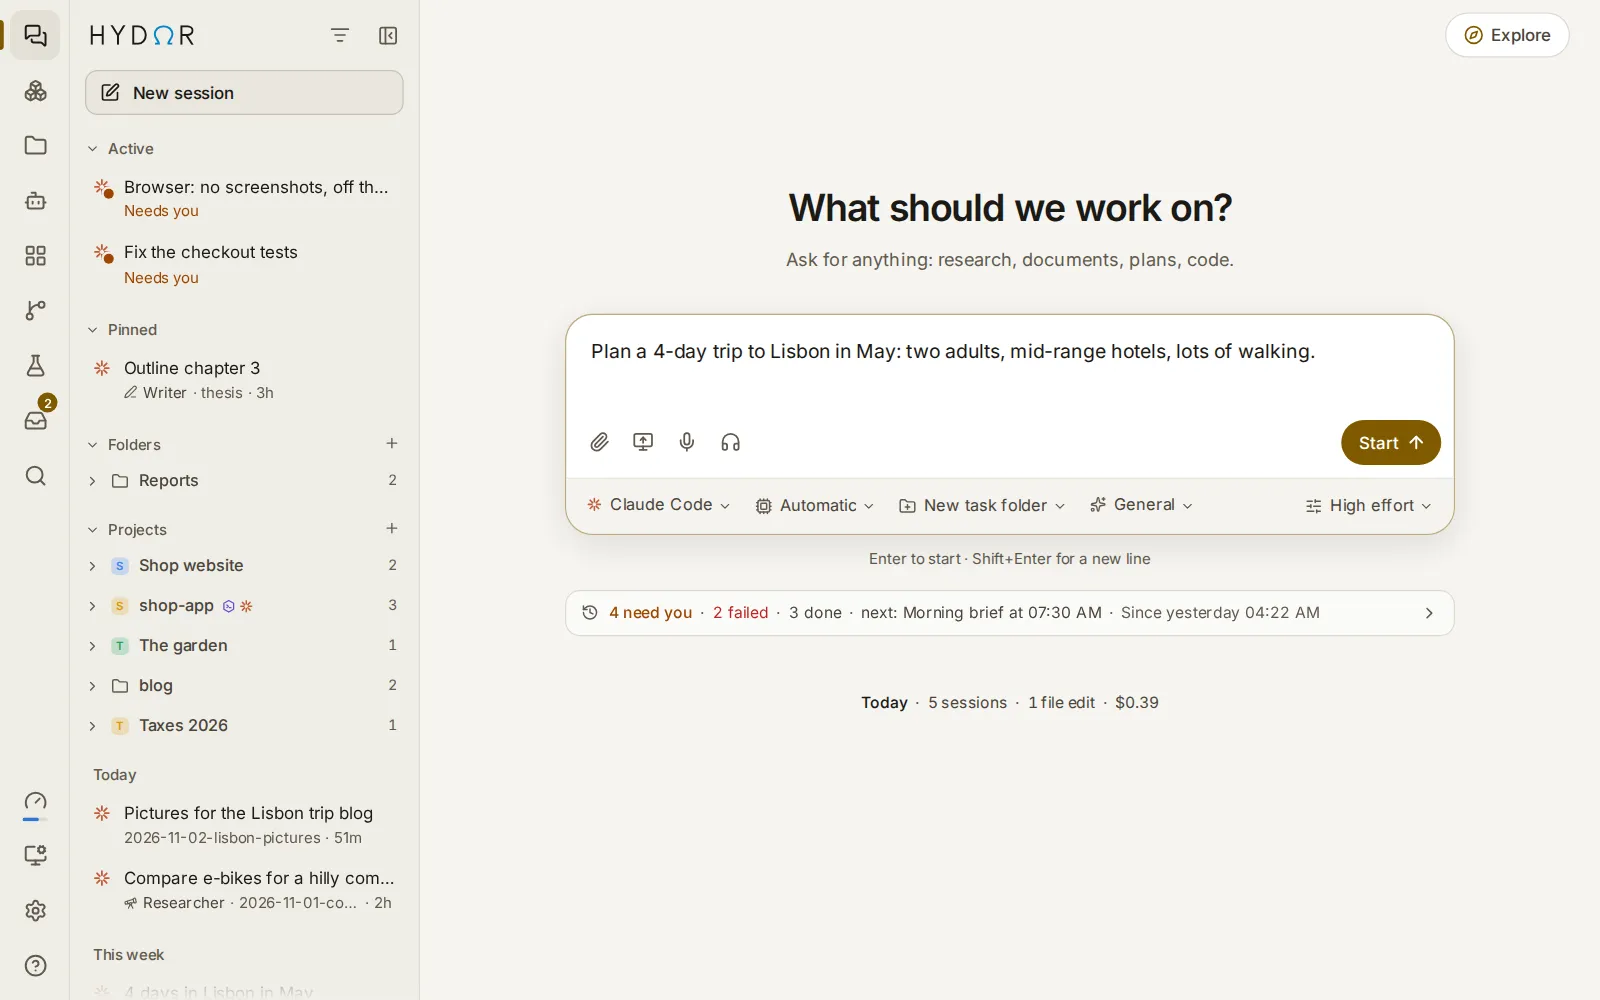 HYDΩR
New session
Explore
Active
Browser: no screenshots, off th...
Needs you
Fix the checkout tests
Needs you
Pinned
Outline chapter 3
Writer · thesis · 3h
Folders
Reports 2
Projects
S Shop website 2
S shop-app 3
T The garden 1
blog 2
T Taxes 2026 1
Today
Pictures for the Lisbon trip blog
2026-11-02-lisbon-pictures · 51m
Compare e-bikes for a hilly com...
Researcher · 2026-11-01-co... · 2h
This week
4 days in Lisbon in May
2
What should we work on?
Ask for anything: research, documents, plans, code.
Plan a 4-day trip to Lisbon in May: two adults, mid-range hotels, lots of walking.
Start
Claude Code Automatic New task folder General High effort
Enter to start · Shift+Enter for a new line
4 need you · 2 failed · 3 done · next: Morning brief at 07:30 AM · Since yesterday 04:22 AM
Today · 5 sessions · 1 file edit · $0.39